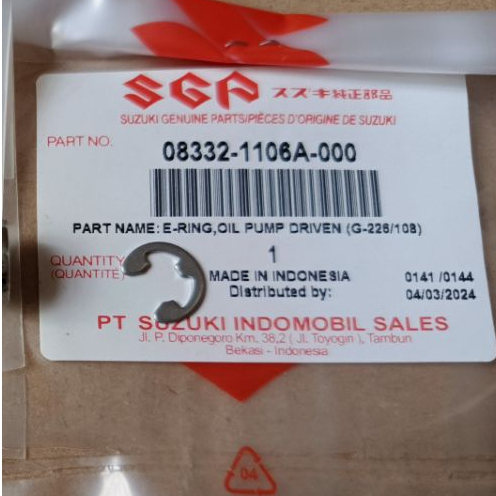 SGP スズキ純正部品
SUZUKI GENUINE PARTS/PIÈCES D'ORIGINE DE SUZUKI
PART NO.
08332-1106A-000
PART NAME: E-RING,OIL PUMP DRIVEN (G-226/108)
QUANTITY 1
(QUANTITE)
MADE IN INDONESIA 0141 /0144
Distributed by: 04/03/2024
PT SUZUKI INDOMOBIL SALES
Jl. P. Diponegoro Km. 38,2 ( Jl. Toyogiri ), Tambun
Bekasi - Indonesia
04